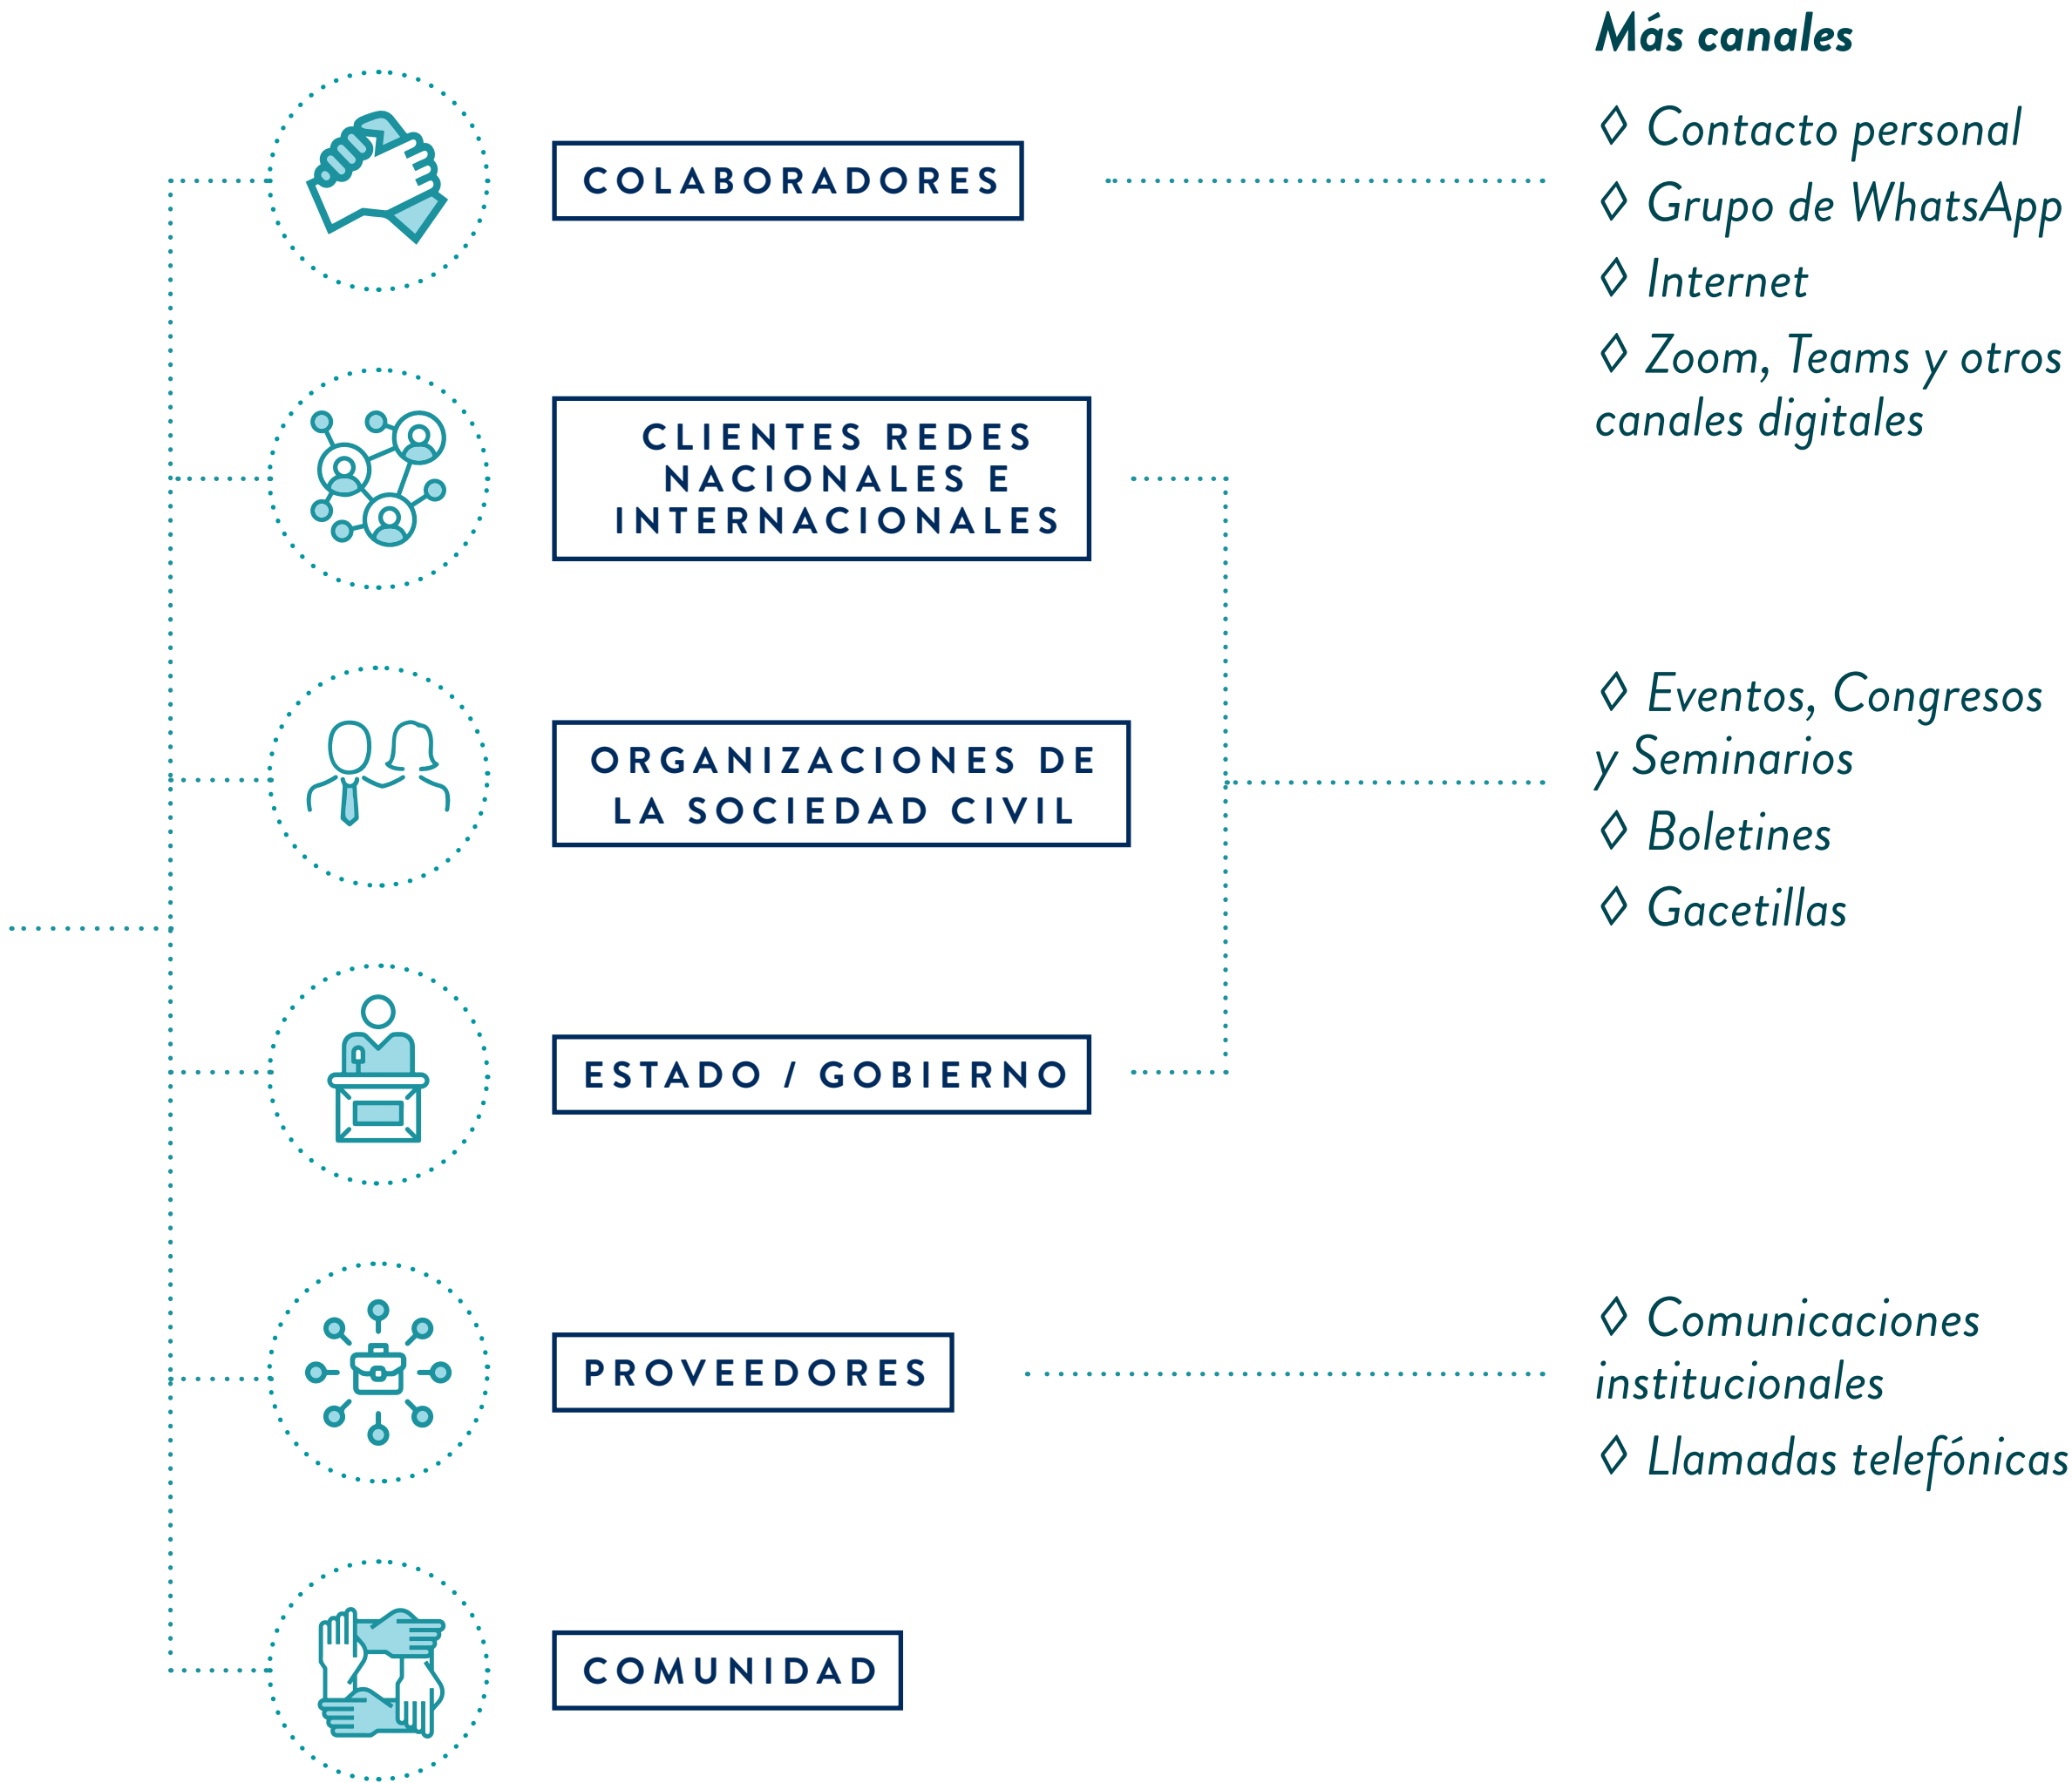 Más canales
COLABORADORES
◊ Contacto personal
◊ Grupo de WhatsApp
◊ Internet
◊ Zoom, Teams y otros
canales digitales
CLIENTES REDES
NACIONALES E
INTERNACIONALES
ORGANIZACIONES DE
LA SOCIEDAD CIVIL
ESTADO / GOBIERNO
◊ Eventos, Congresos
y Seminarios
◊ Boletines
◊ Gacetillas
PROVEEDORES
◊ Comunicaciones
institucionales
◊ Llamadas telefónicas
COMUNIDAD